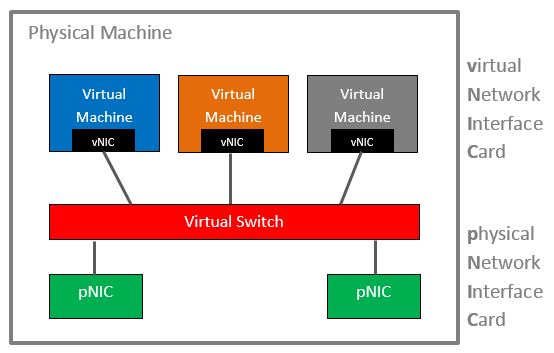 Physical Machine
Virtual
Machine
vNIC
Virtual
Machine
vNIC
Virtual
Machine
vNIC
Virtual Switch
pNIC
pNIC
virtual
Network
Interface
Card
physical
Network
Interface
Card